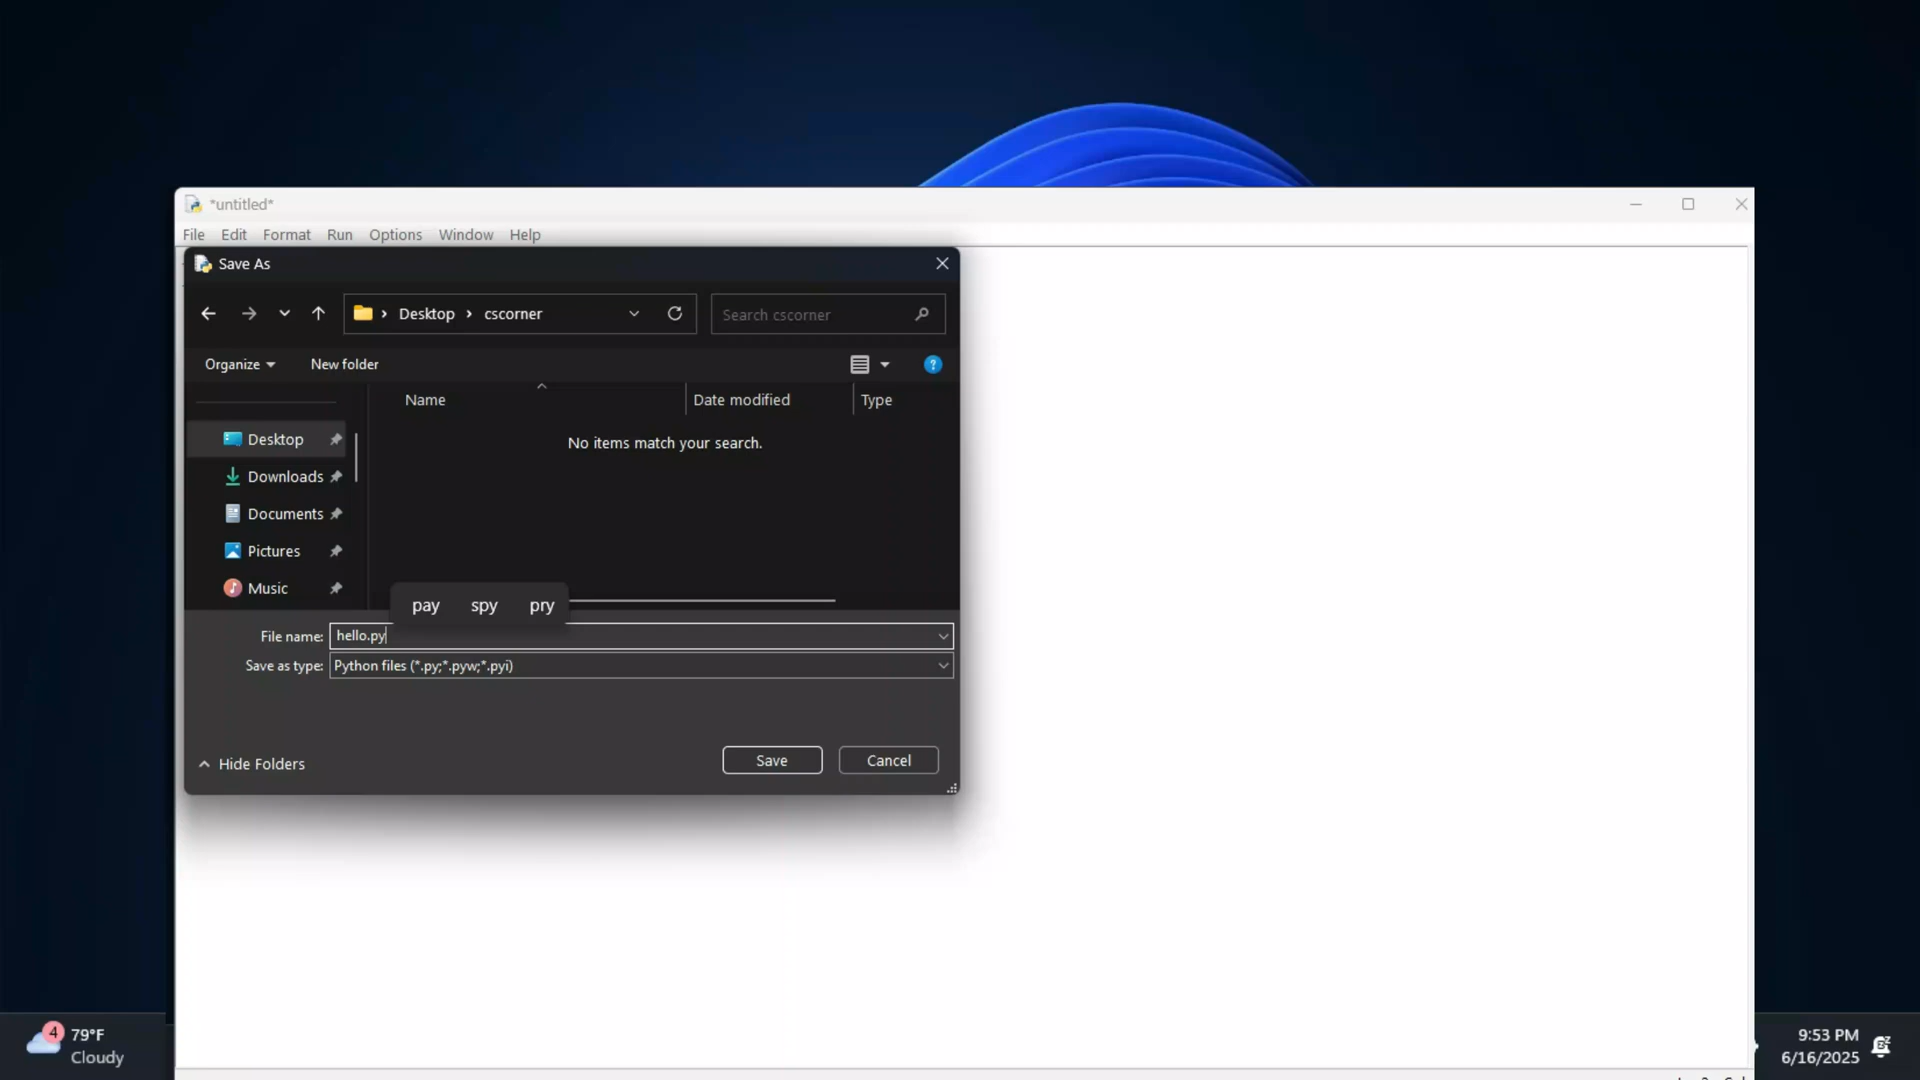 *untitled*
File Edit Format Run Options Window Help
Save As
Desktop cscorner
Search cscorner
Organize New folder
?
Name Date modified Type
No items match your search.
Desktop
Downloads
Documents
Pictures
Music
pay spy pry
File name: hello.py
Save as type: Python files (*.py;*.pyw;*.pyi)
Hide Folders
Save Cancel
4
79°F
Cloudy
9:53 PM
6/16/2025